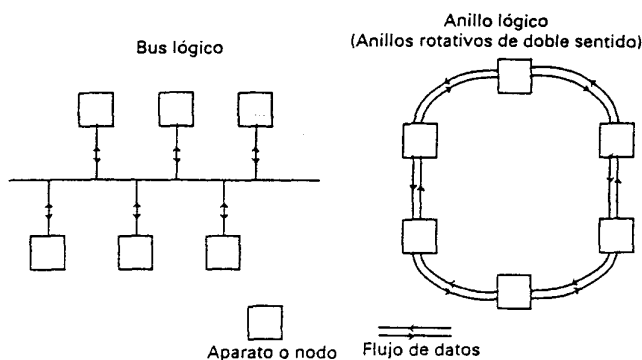 Bus lógico
Anillo lógico
(Anillos rotativos de doble sentido)
Aparato o nodo
Flujo de datos